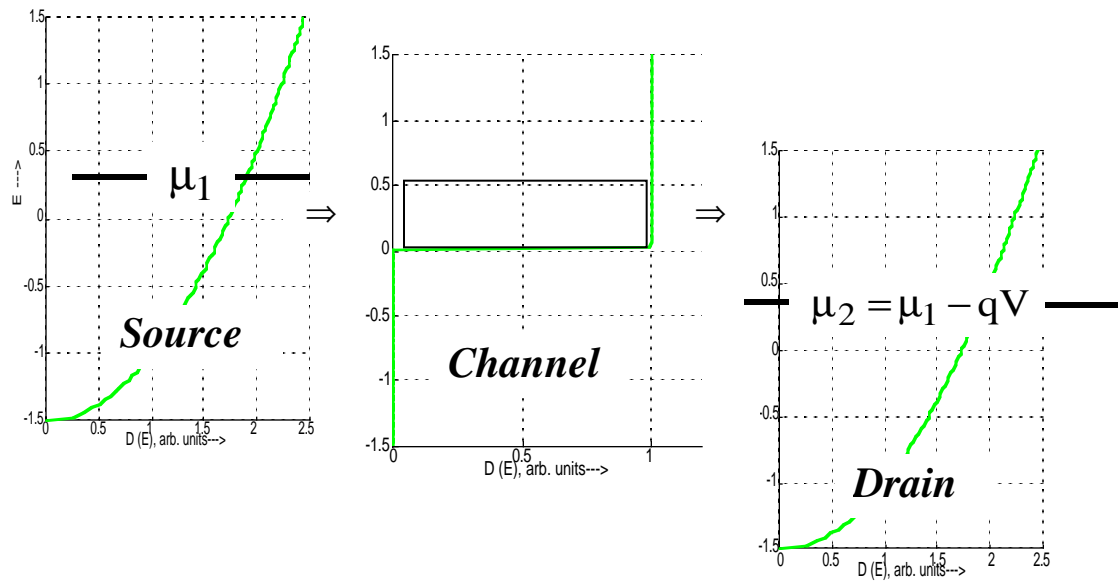 1.5
1
0.5
0
-0.5
-1
-1.5
E --->
μ1
Source
0 0.5 1 1.5 2 2.5
D (E), arb. units--->
⇒
1.5
1
0.5
0
-0.5
-1
-1.5
Channel
0 0.5 1
D (E), arb. units--->
⇒
1.5
1
0.5
μ2 = μ1 − qV
0
-0.5
-1
-1.5
Drain
0 0.5 1 1.5 2 2.5
D (E), arb. units--->